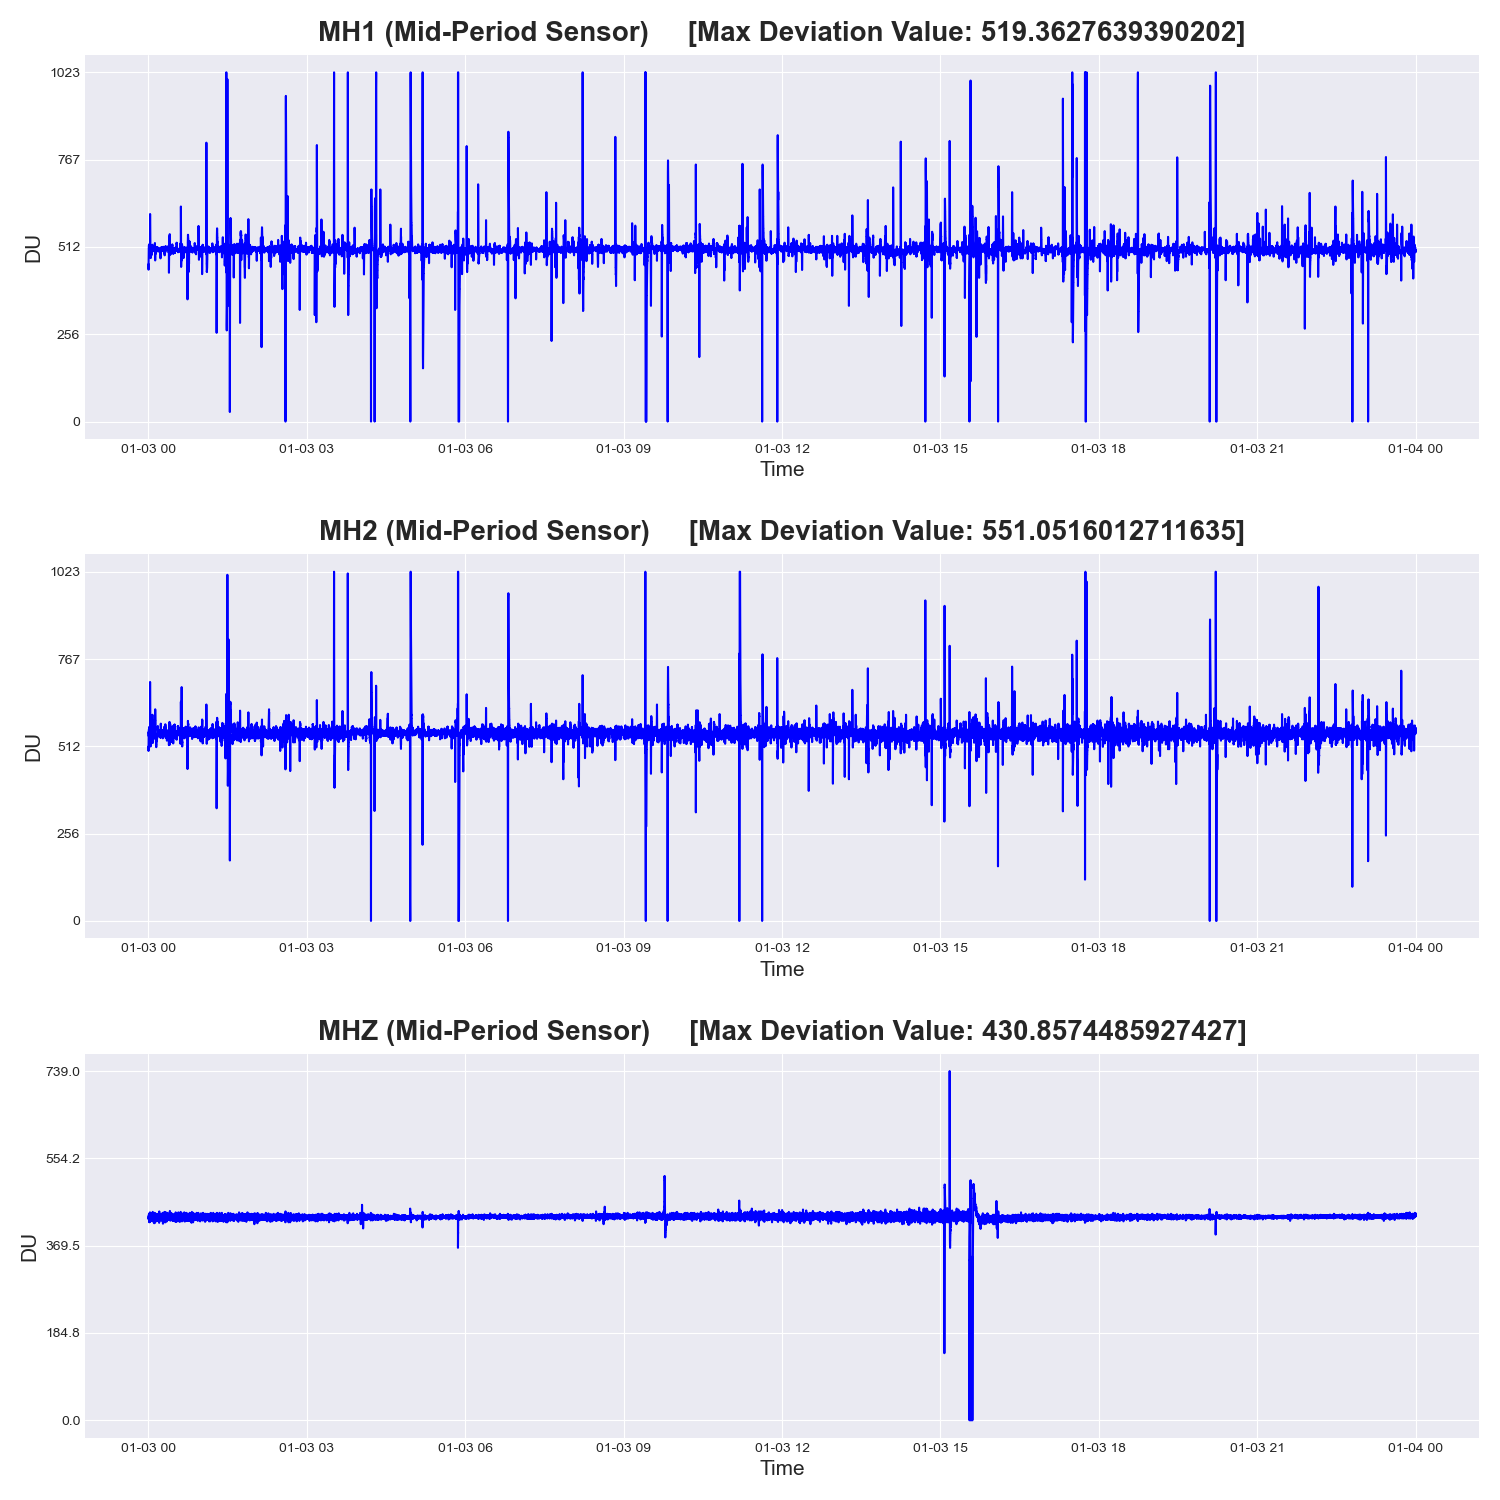 MH1 (Mid-Period Sensor)     [Max Deviation Value: 519.3627639390202]
1023
767
512
256
0
DU
01-03 00 01-03 03 01-03 06 01-03 09 01-03 12 01-03 15 01-03 18 01-03 21 01-04 00
Time
MH2 (Mid-Period Sensor)     [Max Deviation Value: 551.0516012711635]
1023
767
512
256
0
DU
01-03 00 01-03 03 01-03 06 01-03 09 01-03 12 01-03 15 01-03 18 01-03 21 01-04 00
Time
MHZ (Mid-Period Sensor)     [Max Deviation Value: 430.8574485927427]
739.0
554.2
369.5
184.8
0.0
DU
01-03 00 01-03 03 01-03 06 01-03 09 01-03 12 01-03 15 01-03 18 01-03 21 01-04 00
Time